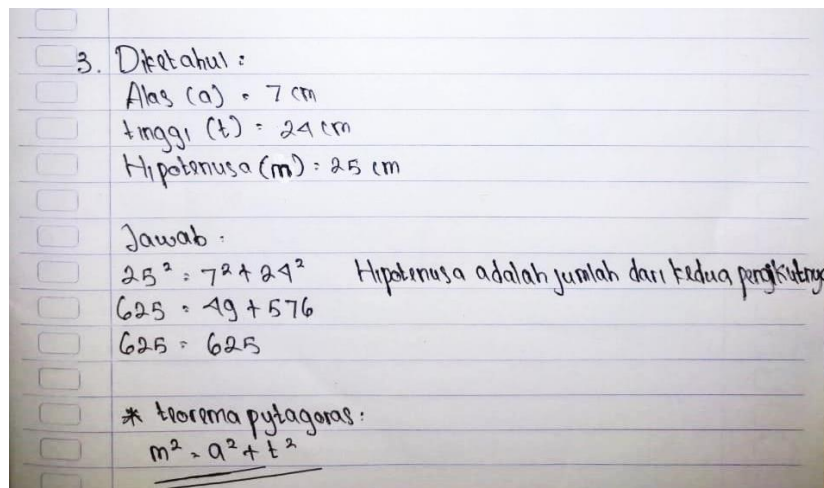 3. Diketahui :
Alas (a) = 7 cm
tinggi (t) = 24 cm
Hipotenusa (m) = 25 cm
Jawab :
25² = 7² + 24² Hipotenusa adalah jumlah dari kedua pengikutnya
625 = 49 + 576
625 = 625
* teorema pytagoras :
m² = a² + t²